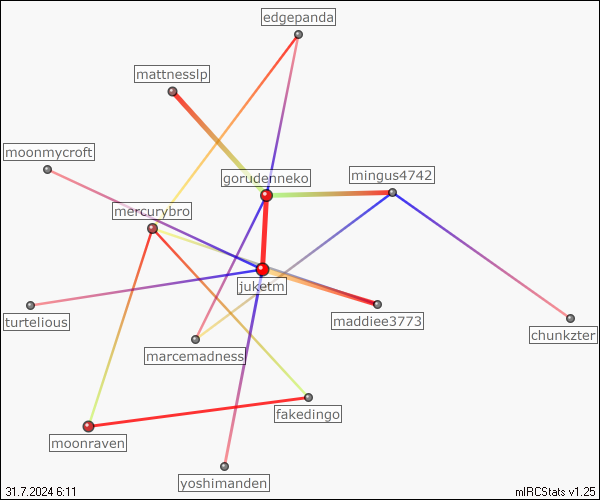 edgepanda
mattnesslp
moonmycroft
gorudenneko
mingus4742
mercurybro
juketn
turtelious
maddiee3773
chunkzter
marcemadness
fakedingo
moonraven
yoshimanden
31.7.2024 6:11
mIRCStats v1.25